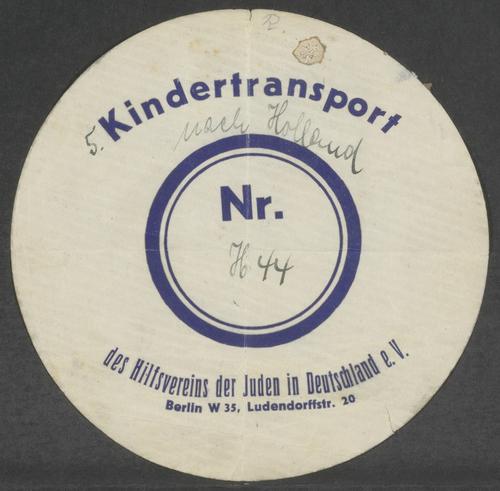 R
5. Kindertransport
nach Holland
Nr.
H 44
des Hilfsvereins der Juden in Deutschland e. V.
Berlin W 35, Ludendorffstr. 20